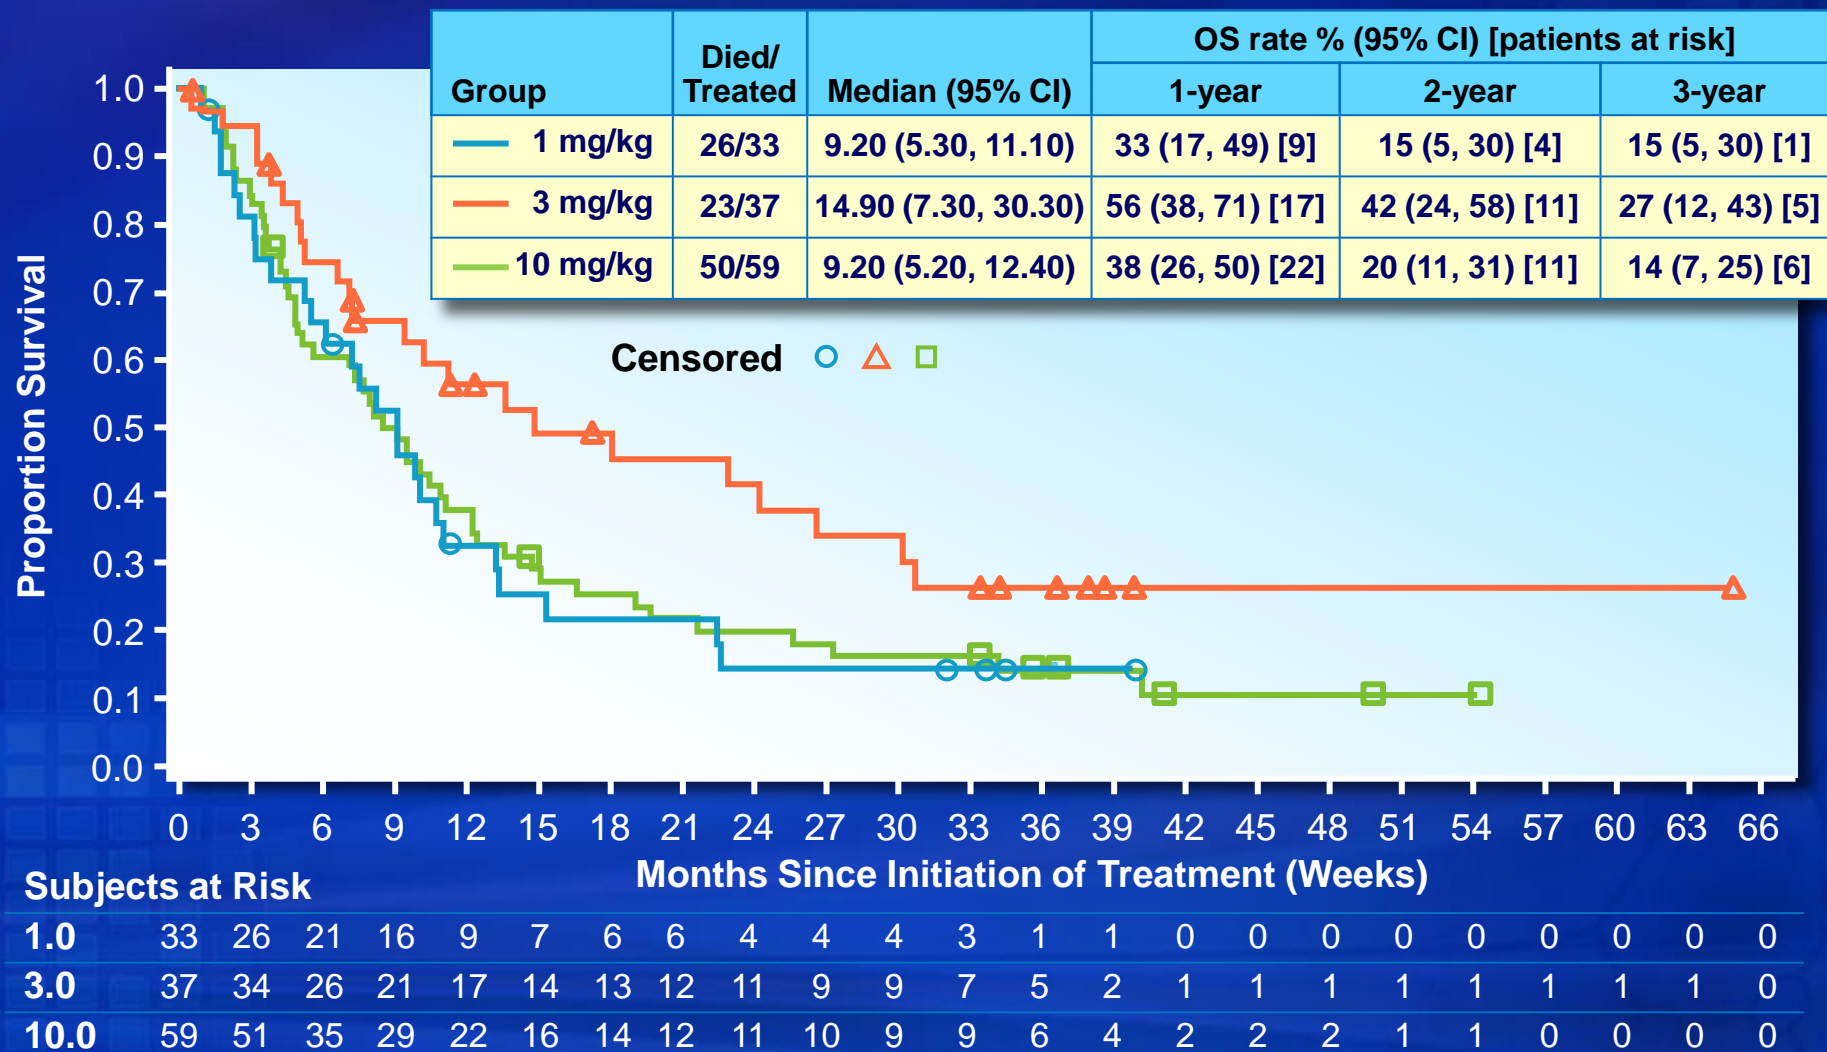 Group
Died/
Treated
Median (95% CI)
OS rate % (95% CI) [patients at risk]
1-year 2-year 3-year
1 mg/kg 26/33 9.20 (5.30, 11.10) 33 (17, 49) [9] 15 (5, 30) [4] 15 (5, 30) [1]
3 mg/kg 23/37 14.90 (7.30, 30.30) 56 (38, 71) [17] 42 (24, 58) [11] 27 (12, 43) [5]
10 mg/kg 50/59 9.20 (5.20, 12.40) 38 (26, 50) [22] 20 (11, 31) [11] 14 (7, 25) [6]
Censored
Proportion Survival
1.0
0.9
0.8
0.7
0.6
0.5
0.4
0.3
0.2
0.1
0.0
0 3 6 9 12 15 18 21 24 27 30 33 36 39 42 45 48 51 54 57 60 63 66
Months Since Initiation of Treatment (Weeks)
Subjects at Risk
1.0 33 26 21 16 9 7 6 6 4 4 4 3 1 1 0 0 0 0 0 0 0 0 0
3.0 37 34 26 21 17 14 13 12 11 9 9 7 5 2 1 1 1 1 1 1 1 1 0
10.0 59 51 35 29 22 16 14 12 11 10 9 9 6 4 2 2 2 1 1 0 0 0 0